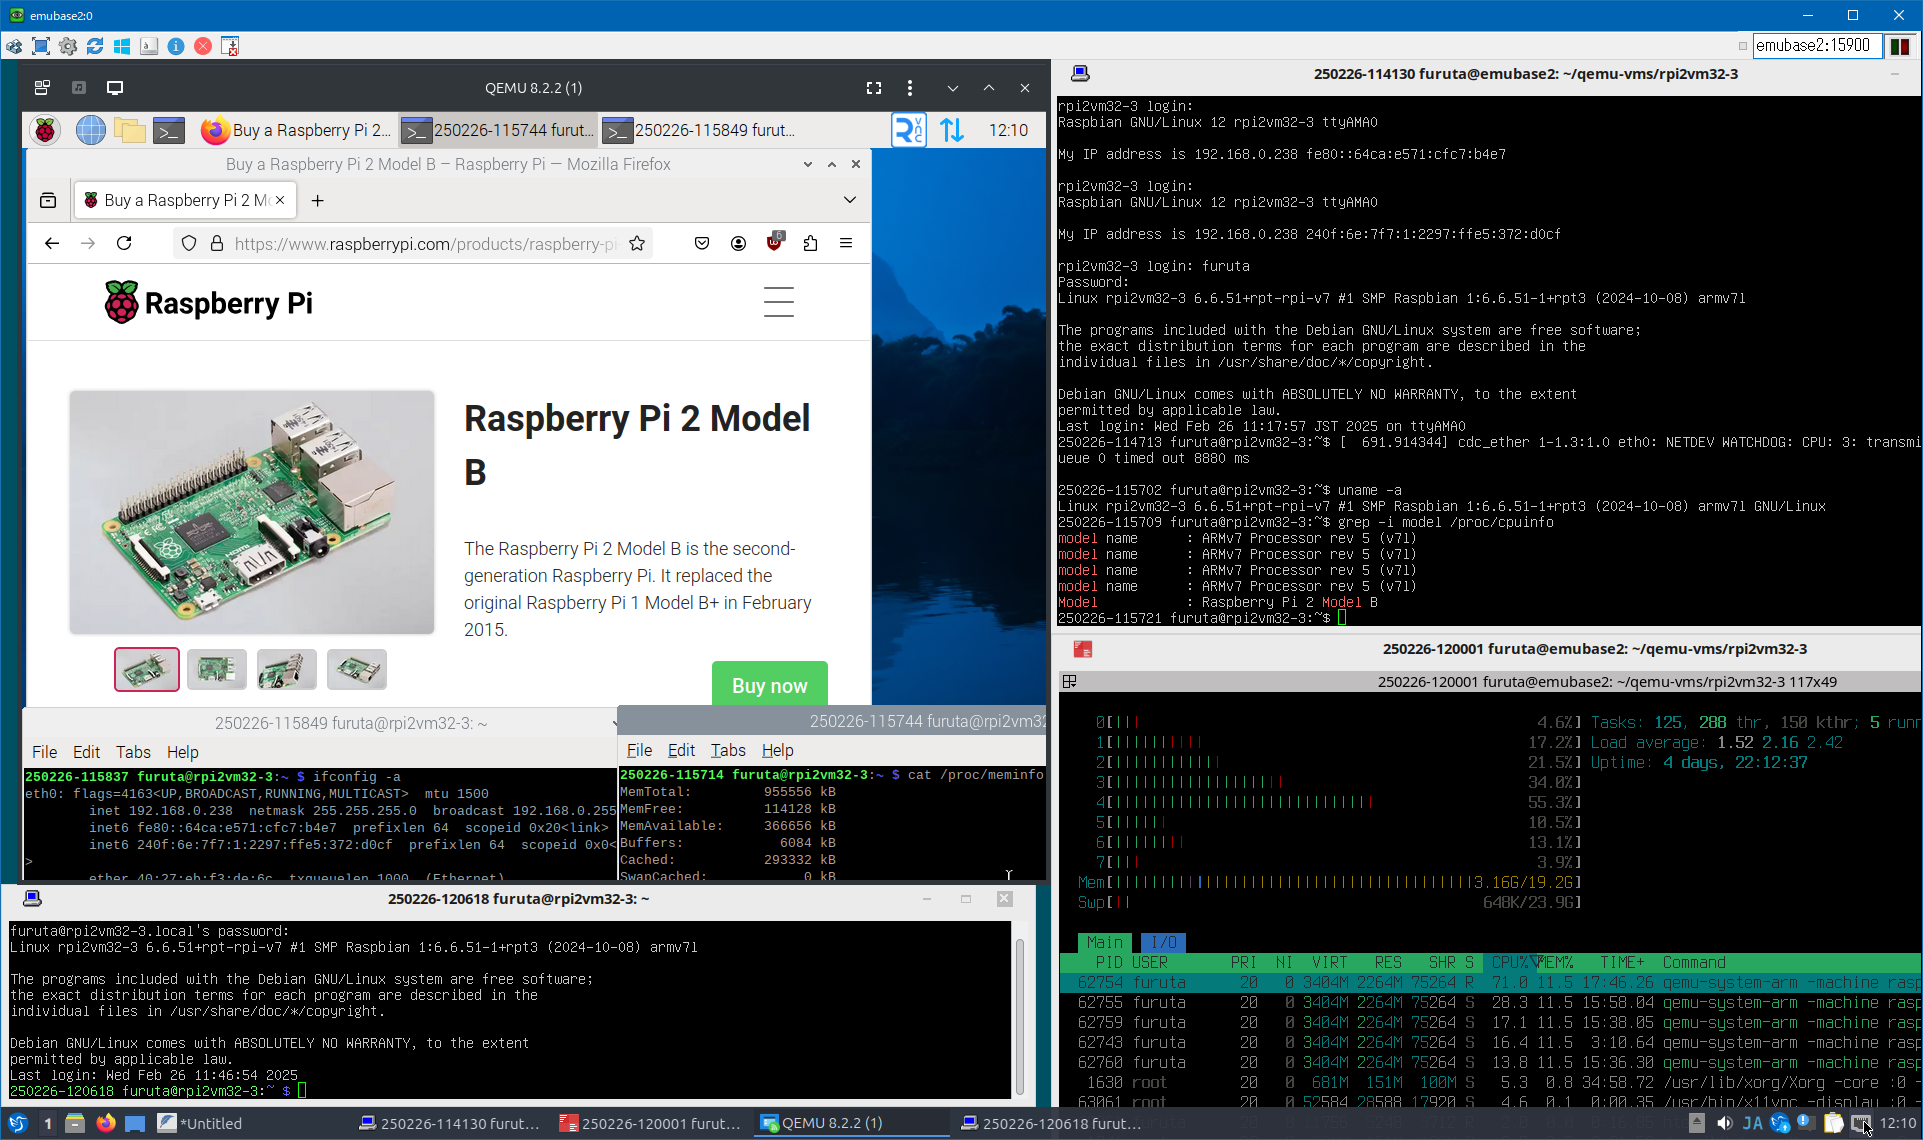 emubase2:0
emubase2:15900
QEMU 8.2.2 (1)
Buy a Raspberry Pi 2...
250226-115744 furut...
250226-115849 furut...
12:10
Buy a Raspberry Pi 2 Model B – Raspberry Pi — Mozilla Firefox
Buy a Raspberry Pi 2 Mo
https://www.raspberrypi.com/products/raspberry-pi
6
Raspberry Pi
Raspberry Pi 2 Model
B
The Raspberry Pi 2 Model B is the second-
generation Raspberry Pi. It replaced the
original Raspberry Pi 1 Model B+ in February
2015.
Buy now
250226-115849 furuta@rpi2vm32-3: ~
File Edit Tabs Help
250226-115837 furuta@rpi2vm32-3:~ $ ifconfig -a
eth0: flags=4163<UP,BROADCAST,RUNNING,MULTICAST>  mtu 1500
inet 192.168.0.238  netmask 255.255.255.0  broadcast 192.168.0.255
inet6 fe80::64ca:e571:cfc7:b4e7  prefixlen 64  scopeid 0x20<link>
inet6 240f:6e:7f7:1:2297:ffe5:372:d0cf  prefixlen 64  scopeid 0x0<
>
ether 40:27:eb:f3:de:6c  txqueuelen 1000  (Ethernet)
250226-115744 furuta@rpi2vm32
File Edit Tabs Help
250226-115714 furuta@rpi2vm32-3:~ $ cat /proc/meminfo
MemTotal: 955556 kB
MemFree: 114128 kB
MemAvailable: 366656 kB
Buffers: 6084 kB
Cached: 293332 kB
SwapCached: 0 kB
250226-120618 furuta@rpi2vm32-3: ~
furuta@rpi2vm32-3.local's password:
Linux rpi2vm32-3 6.6.51+rpt-rpi-v7 #1 SMP Raspbian 1:6.6.51-1+rpt3 (2024-10-08) armv7l
The programs included with the Debian GNU/Linux system are free software;
the exact distribution terms for each program are described in the
individual files in /usr/share/doc/*/copyright.
Debian GNU/Linux comes with ABSOLUTELY NO WARRANTY, to the extent
permitted by applicable law.
Last login: Wed Feb 26 11:46:54 2025
250226-120618 furuta@rpi2vm32-3:~ $
250226-114130 furuta@emubase2: ~/qemu-vms/rpi2vm32-3
rpi2vm32-3 login:
Raspbian GNU/Linux 12 rpi2vm32-3 ttyAMA0
My IP address is 192.168.0.238 fe80::64ca:e571:cfc7:b4e7
rpi2vm32-3 login:
Raspbian GNU/Linux 12 rpi2vm32-3 ttyAMA0
My IP address is 192.168.0.238 240f:6e:7f7:1:2297:ffe5:372:d0cf
rpi2vm32-3 login: furuta
Password:
Linux rpi2vm32-3 6.6.51+rpt-rpi-v7 #1 SMP Raspbian 1:6.6.51-1+rpt3 (2024-10-08) armv7l
The programs included with the Debian GNU/Linux system are free software;
the exact distribution terms for each program are described in the
individual files in /usr/share/doc/*/copyright.
Debian GNU/Linux comes with ABSOLUTELY NO WARRANTY, to the extent
permitted by applicable law.
Last login: Wed Feb 26 11:17:57 JST 2025 on ttyAMA0
250226-114713 furuta@rpi2vm32-3:~$ [  691.914344] cdc_ether 1-1.3:1.0 eth0: NETDEV WATCHDOG: CPU: 3: transmi
ueue 0 timed out 8880 ms
250226-115702 furuta@rpi2vm32-3:~$ uname -a
Linux rpi2vm32-3 6.6.51+rpt-rpi-v7 #1 SMP Raspbian 1:6.6.51-1+rpt3 (2024-10-08) armv7l GNU/Linux
250226-115709 furuta@rpi2vm32-3:~$ grep -i model /proc/cpuinfo
model name : ARMv7 Processor rev 5 (v7l)
model name : ARMv7 Processor rev 5 (v7l)
model name : ARMv7 Processor rev 5 (v7l)
model name : ARMv7 Processor rev 5 (v7l)
Model : Raspberry Pi 2 Model B
250226-115721 furuta@rpi2vm32-3:~$
250226-120001 furuta@emubase2: ~/qemu-vms/rpi2vm32-3
250226-120001 furuta@emubase2: ~/qemu-vms/rpi2vm32-3 117x49
0[||| 4.6%] Tasks: 125, 288 thr, 150 kthr; 5 runn
1[ 17.2%] Load average: 1.52 2.16 2.42
2[ 21.5%] Uptime: 4 days, 22:12:37
3[ 34.0%]
4[ 55.3%]
5[ 10.5%]
6[ 13.1%]
7[||| 3.9%]
Mem[ 3.16G/19.2G]
Swp[|| 648K/23.9G]
Main I/O
PID USER PRI NI VIRT RES SHR S CPU%▽MEM% TIME+ Command
62754 furuta 20 0 3404M 2264M 75264 R 71.0 11.5 17:46.26 qemu-system-arm -machine rasp
62755 furuta 20 0 3404M 2264M 75264 S 28.3 11.5 15:58.04 qemu-system-arm -machine rasp
62759 furuta 20 0 3404M 2264M 75264 S 17.1 11.5 15:38.05 qemu-system-arm -machine rasp
62743 furuta 20 0 3404M 2264M 75264 S 16.4 11.5 3:10.64 qemu-system-arm -machine rasp
62760 furuta 20 0 3404M 2264M 75264 S 13.8 11.5 15:36.30 qemu-system-arm -machine rasp
1630 root 20 0 681M 151M 100M S 5.3 0.8 34:58.72 /usr/lib/xorg/Xorg -core :0 -
63061 root 20 0 52584 28588 17920 S 4.6 0.1 0:00.35 /usr/bin/x11vnc -display :0 -
1
*Untitled
250226-114130 furut...
250226-120001 furut...
QEMU 8.2.2 (1)
250226-120618 furut...
JA
12:10